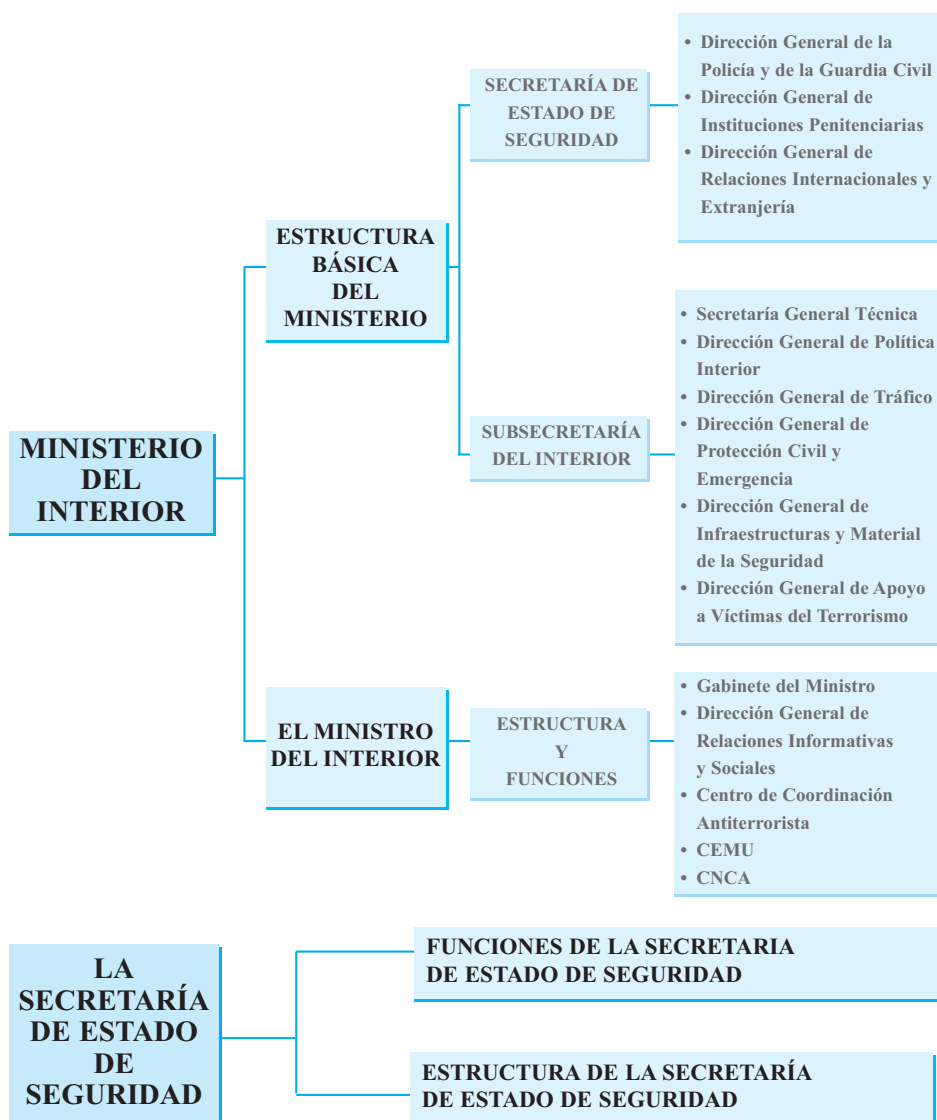 MINISTERIO
DEL
INTERIOR
ESTRUCTURA
BÁSICA
DEL
MINISTERIO
SECRETARÍA DE
ESTADO DE
SEGURIDAD
• Dirección General de la
Policía y de la Guardia Civil
• Dirección General de
Instituciones Penitenciarias
• Dirección General de
Relaciones Internacionales y
Extranjería
SUBSECRETARÍA
DEL INTERIOR
• Secretaría General Técnica
• Dirección General de Política
Interior
• Dirección General de Tráfico
• Dirección General de
Protección Civil y
Emergencia
• Dirección General de
Infraestructuras y Material
de la Seguridad
• Dirección General de Apoyo
a Víctimas del Terrorismo
EL MINISTRO
DEL INTERIOR
ESTRUCTURA
Y
FUNCIONES
• Gabinete del Ministro
• Dirección General de
Relaciones Informativas
y Sociales
• Centro de Coordinación
Antiterrorista
• CEMU
• CNCA
LA
SECRETARÍA
DE ESTADO
DE
SEGURIDAD
FUNCIONES DE LA SECRETARIA
DE ESTADO DE SEGURIDAD
ESTRUCTURA DE LA SECRETARÍA
DE ESTADO DE SEGURIDAD